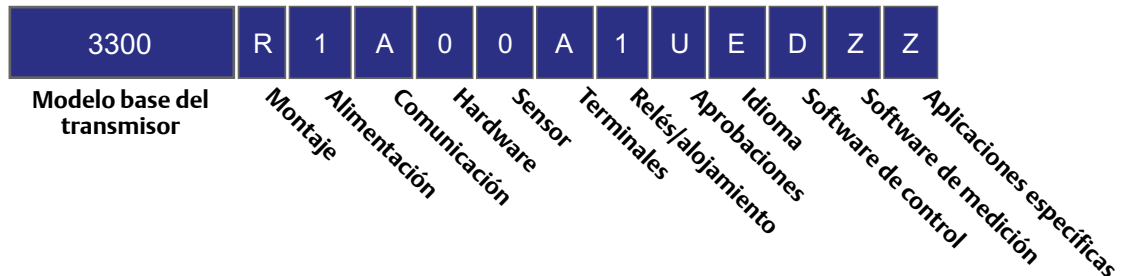 3300 R 1 A 0 0 A 1 U E D Z Z
Modelo base del
transmisor
Montaje
Alimentación
Comunicación
Hardware
Sensor
Terminales
Relés/alojamiento
Aprobaciones
Idioma
Software de control
Software de medición
Aplicaciones específicas